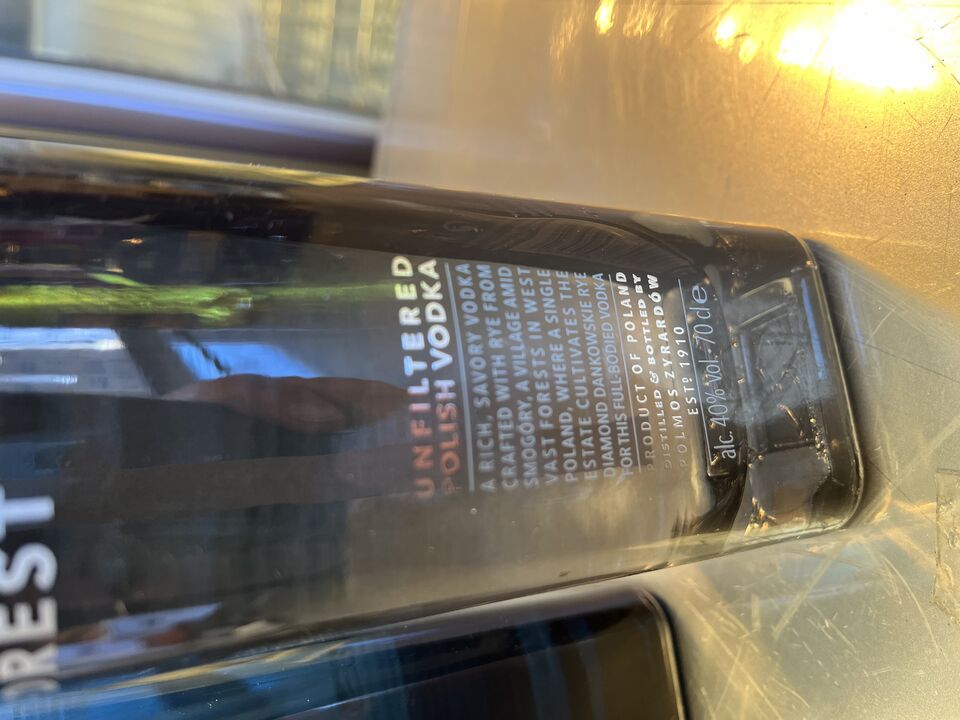 OREST
UNFILTERED
POLISH VODKA
A RICH, SAVORY VODKA
CRAFTED WITH RYE FROM
SMOGORY, A VILLAGE AMID
VAST FORESTS IN WEST
POLAND, WHERE A SINGLE
ESTATE CULTIVATES THE
DIAMOND DANKOWSKIE RYE
FOR THIS FULL-BODIED VODKA
PRODUCT OF POLAND
DISTILLED & BOTTLED BY
POLMOS ŻYRARDÓW
ESTº 1910
alc. 40% vol. 70 cl e